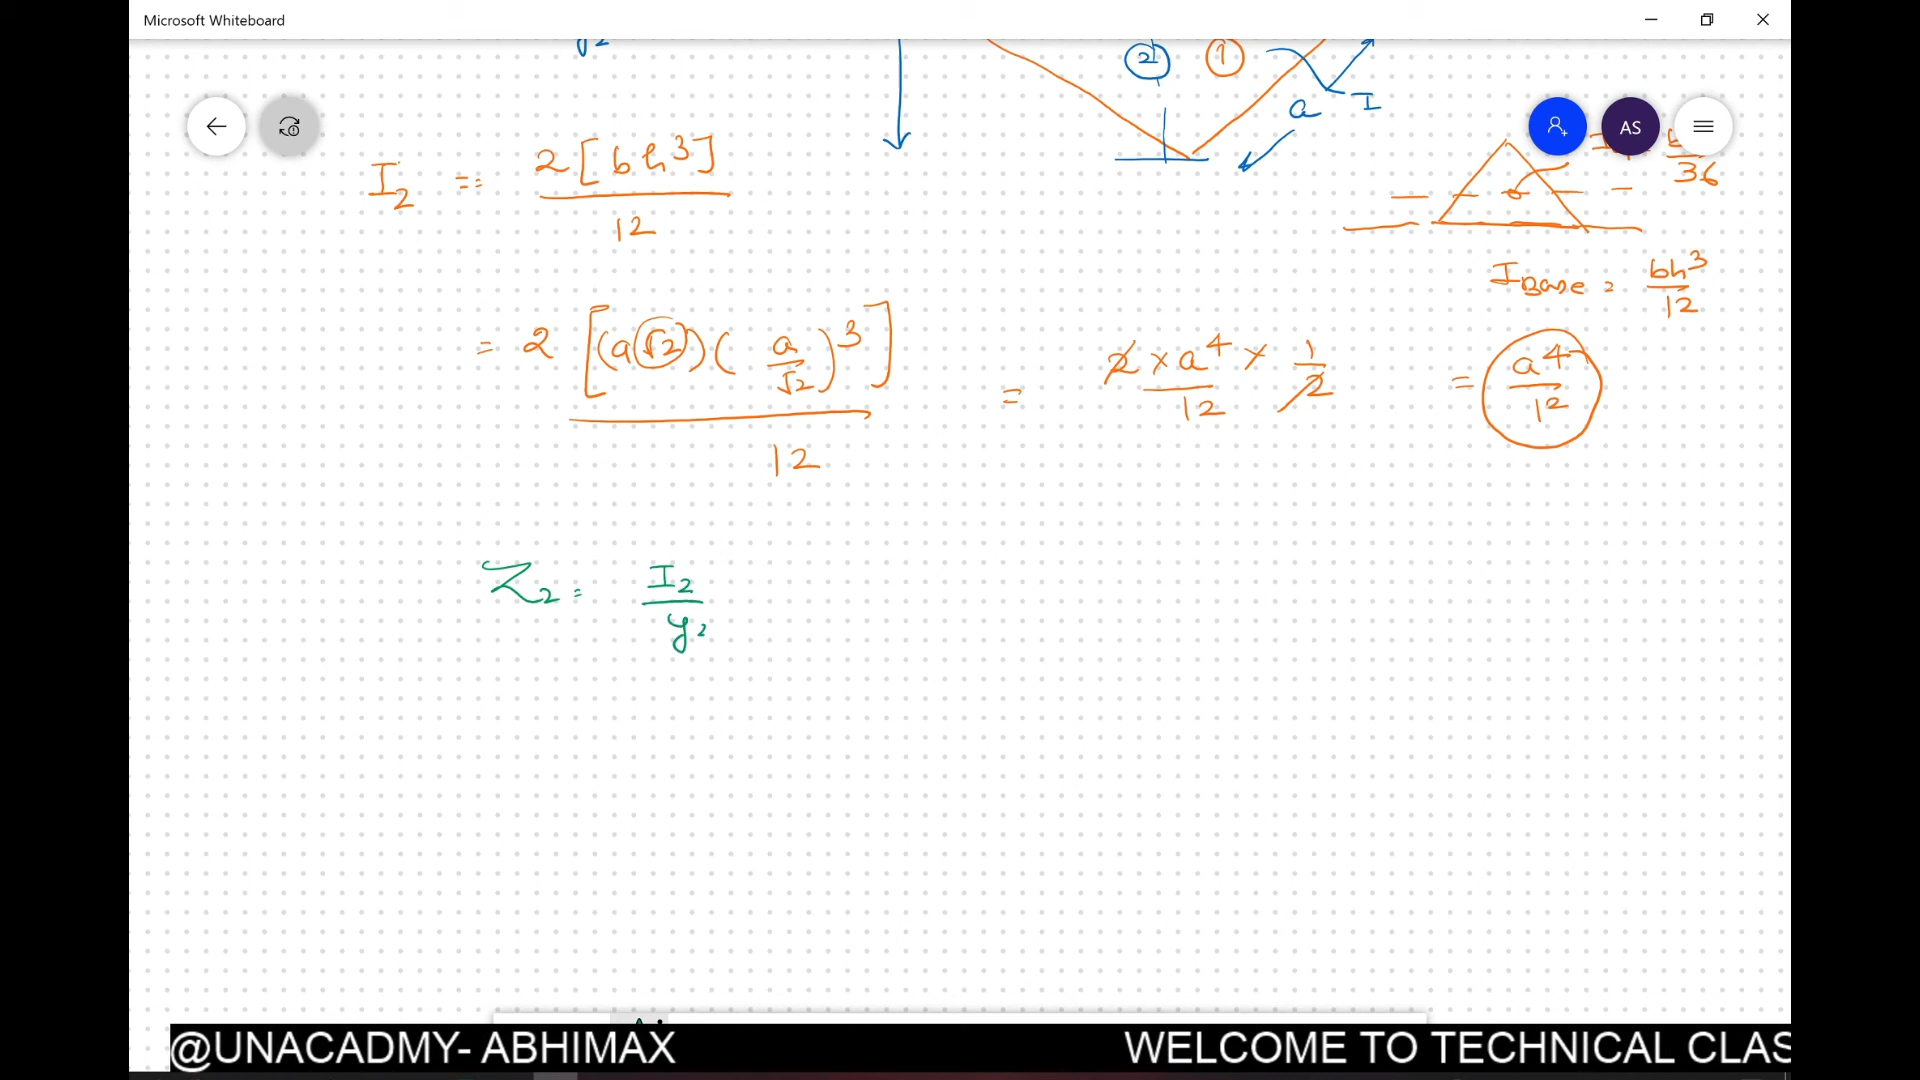 Microsoft Whiteboard
y2
2 1
a I
AS
36
I2 == 2[bh³]
12
IBase = bh³
12
= 2 [(a√2)(a/√2)³]
12
= 2 × a⁴ × 1
12 2
= a⁴
12
Z2 = I2
y2
@UNACADMY- ABHIMAX
WELCOME TO TECHNICAL CLAS